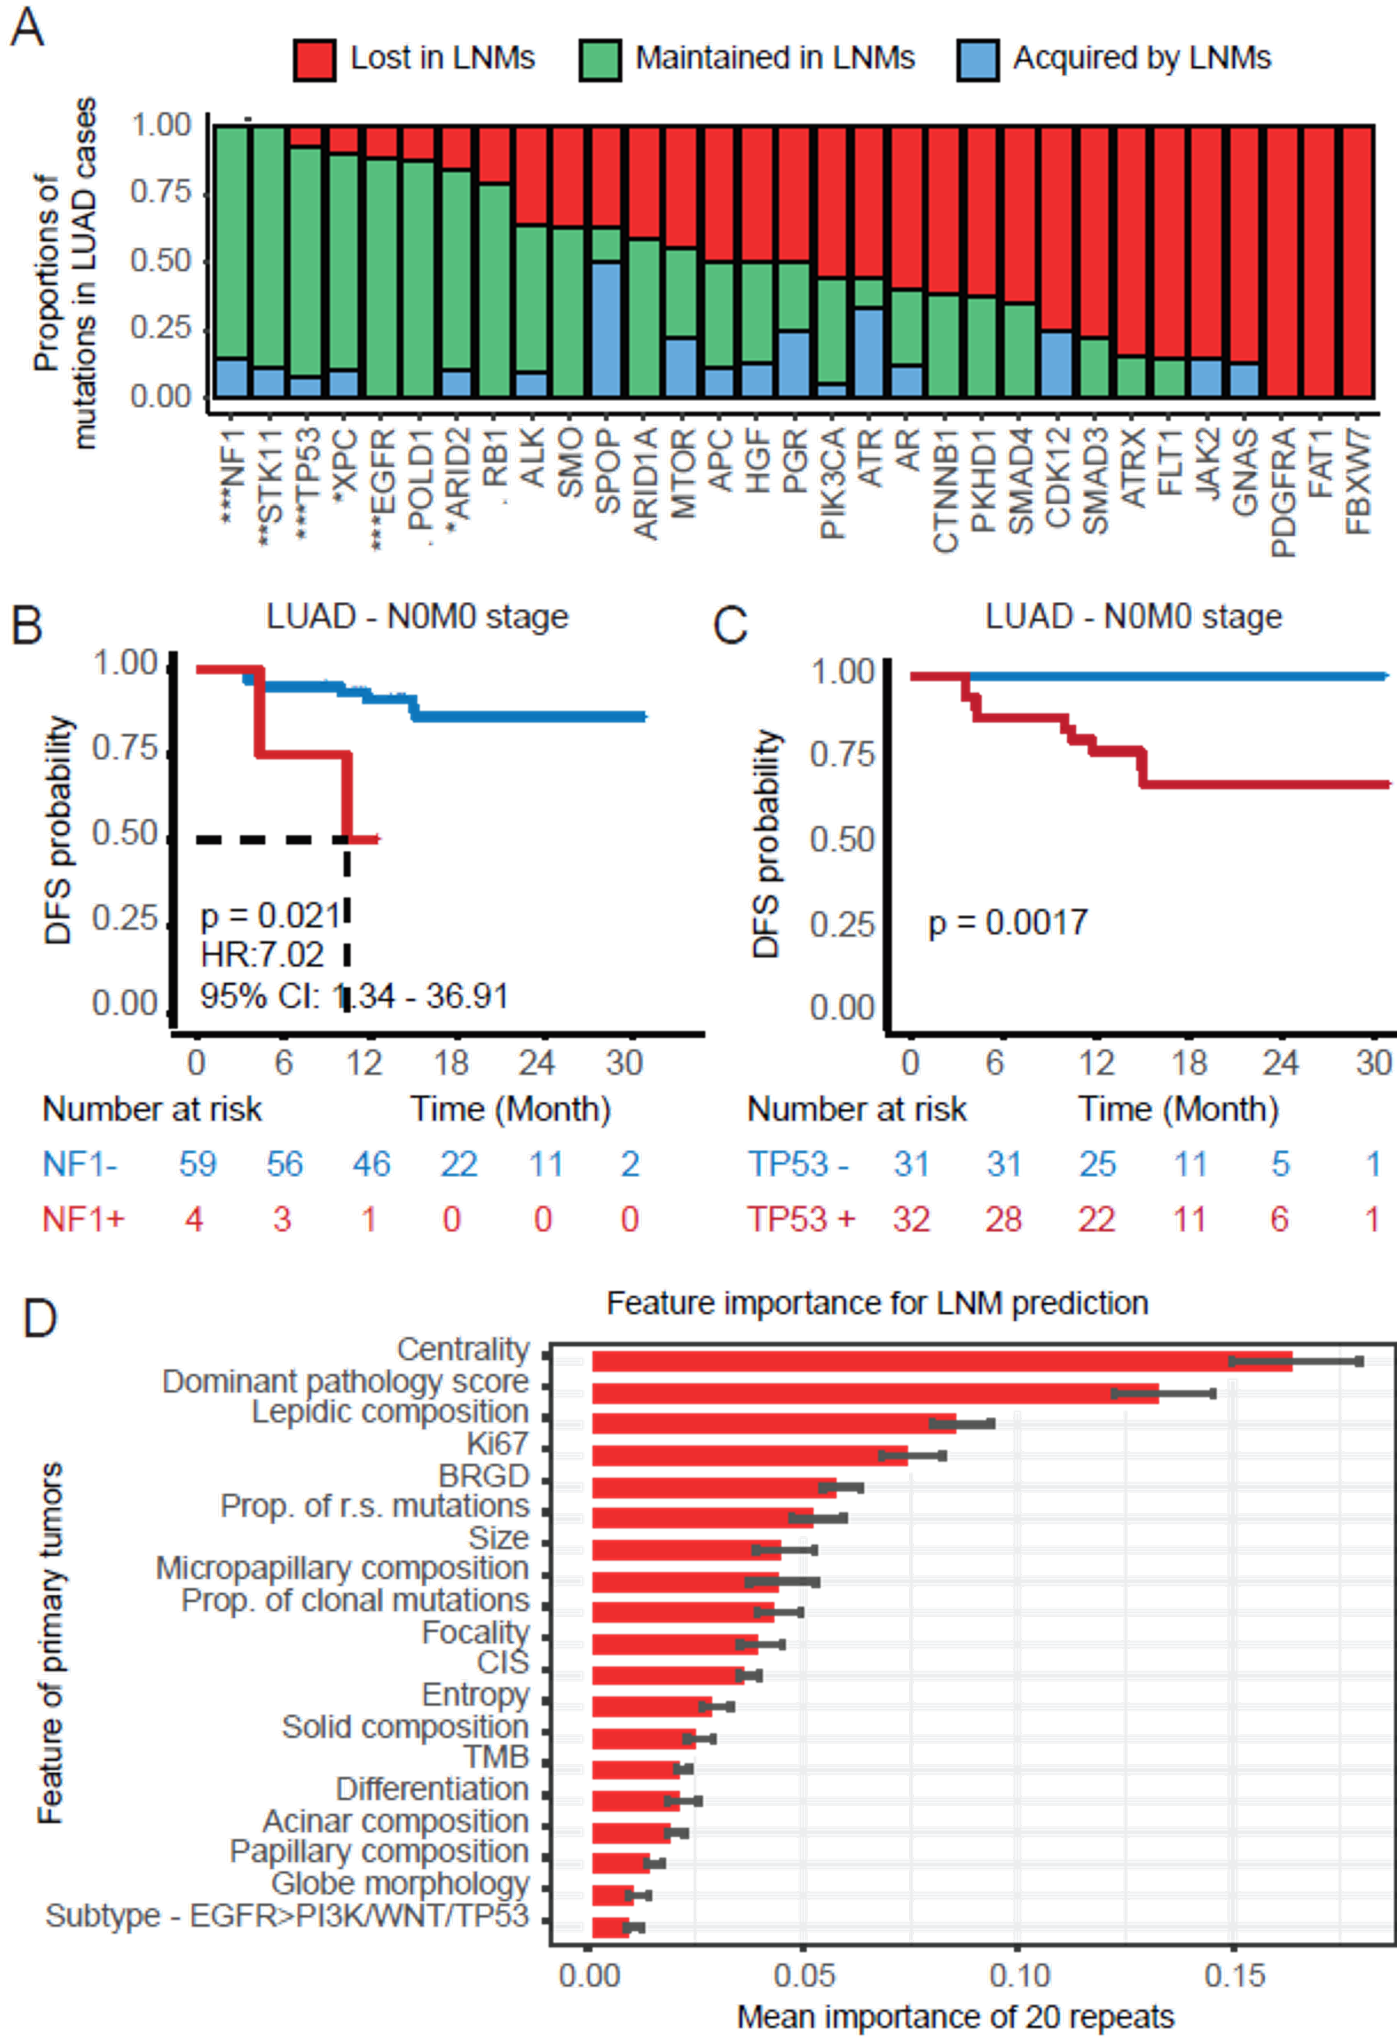 A
Lost in LNMs
Maintained in LNMs
Acquired by LNMs
Proportions of
mutations in LUAD cases
1.00
0.75
0.50
0.25
0.00
***NF1
**STK11
***TP53
*XPC
***EGFR
. POLD1
*ARID2
. RB1
ALK
SMO
SPOP
ARID1A
MTOR
APC
HGF
PGR
PIK3CA
ATR
AR
CTNNB1
PKHD1
SMAD4
CDK12
SMAD3
ATRX
FLT1
JAK2
GNAS
PDGFRA
FAT1
FBXW7
B
LUAD - N0M0 stage
DFS probability
1.00
0.75
0.50
0.25
0.00
p = 0.021
HR:7.02
95% CI: 1.34 - 36.91
0 6 12 18 24 30
Number at risk Time (Month)
NF1- 59 56 46 22 11 2
NF1+ 4 3 1 0 0 0
C
LUAD - N0M0 stage
DFS probability
1.00
0.75
0.50
0.25
0.00
p = 0.0017
0 6 12 18 24 30
Number at risk Time (Month)
TP53 - 31 31 25 11 5 1
TP53 + 32 28 22 11 6 1
D
Feature importance for LNM prediction
Feature of primary tumors
Centrality
Dominant pathology score
Lepidic composition
Ki67
BRGD
Prop. of r.s. mutations
Size
Micropapillary composition
Prop. of clonal mutations
Focality
CIS
Entropy
Solid composition
TMB
Differentiation
Acinar composition
Papillary composition
Globe morphology
Subtype - EGFR>PI3K/WNT/TP53
0.00 0.05 0.10 0.15
Mean importance of 20 repeats